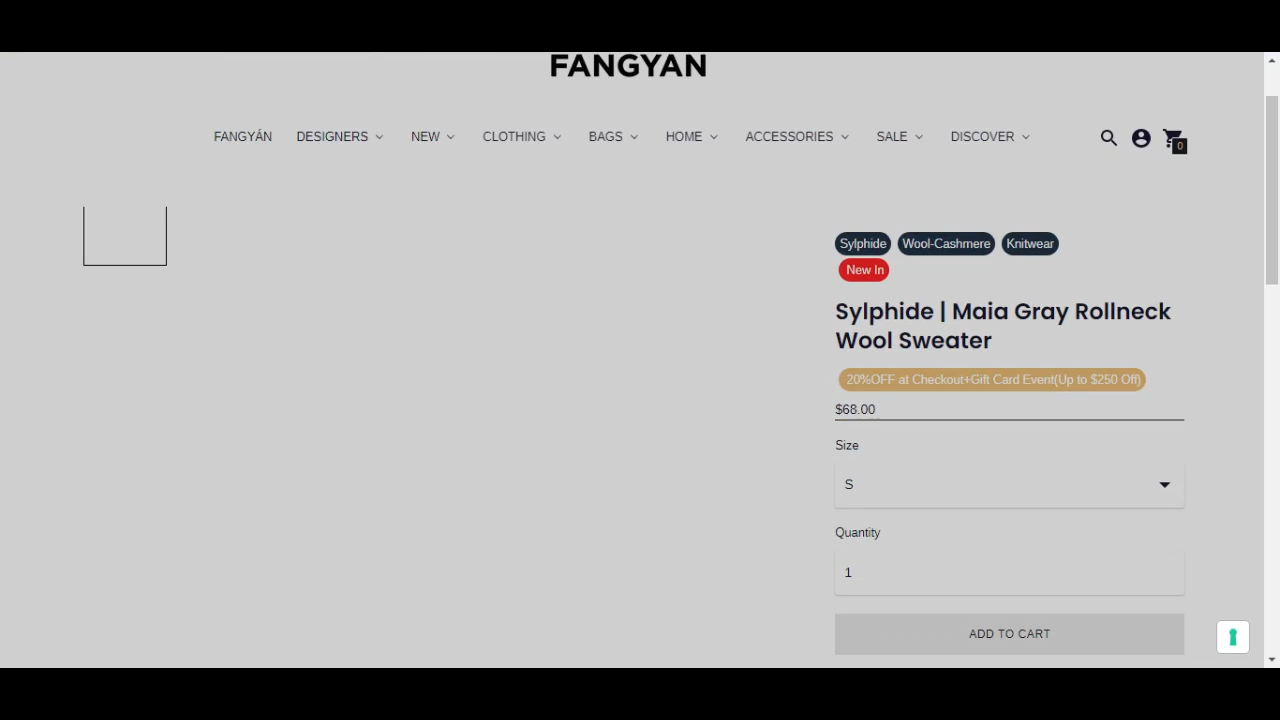 FANGYAN
FANGYÁN DESIGNERS NEW CLOTHING BAGS HOME ACCESSORIES SALE DISCOVER
0
Sylphide Wool-Cashmere Knitwear
New In
Sylphide | Maia Gray Rollneck
Wool Sweater
20%OFF at Checkout+Gift Card Event(Up to $250 Off)
$68.00
Size
S
Quantity
1
ADD TO CART